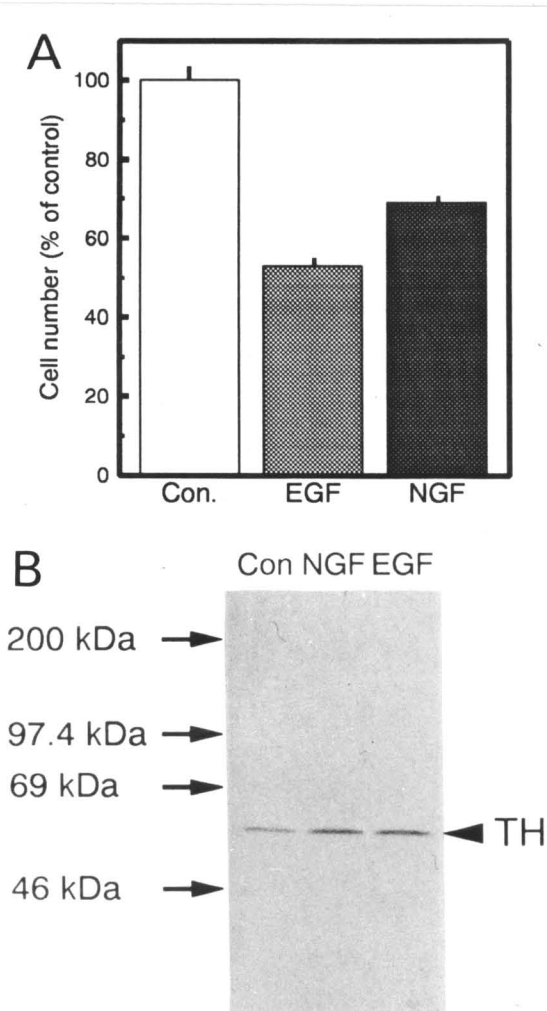 A
Cell number (% of control)
100
80
60
40
20
0
Con. EGF NGF
B
Con NGF EGF
200 kDa
97.4 kDa
69 kDa
TH
46 kDa